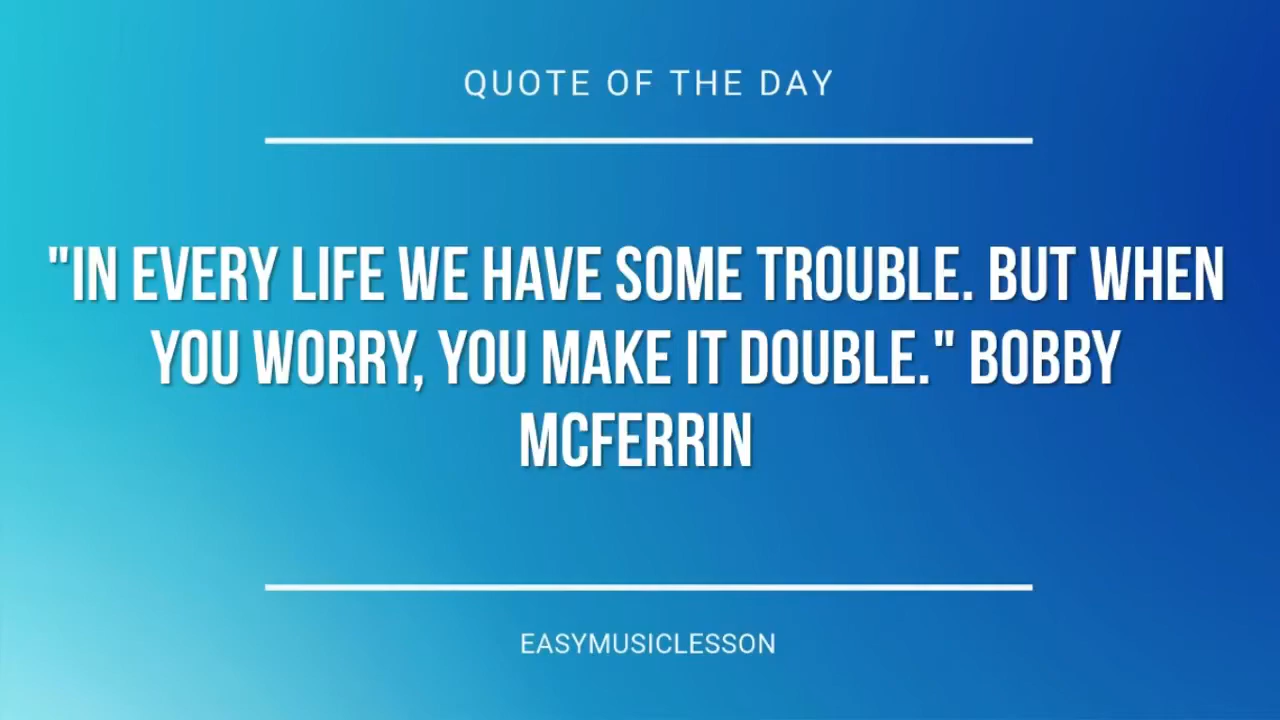 QUOTE OF THE DAY
"IN EVERY LIFE WE HAVE SOME TROUBLE. BUT WHEN
YOU WORRY, YOU MAKE IT DOUBLE." BOBBY
MCFERRIN
EASYMUSICLESSON